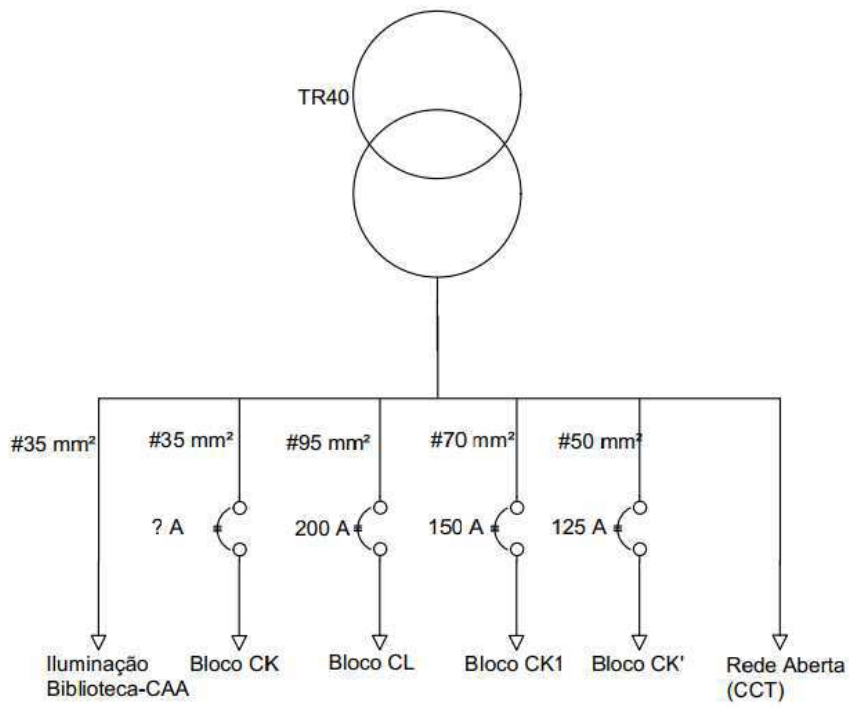 TR40
#35 mm²
#35 mm²
#95 mm²
#70 mm²
#50 mm²
? A
200 A
150 A
125 A
Iluminação
Biblioteca-CAA
Bloco CK
Bloco CL
Bloco CK1
Bloco CK'
Rede Aberta
(CCT)